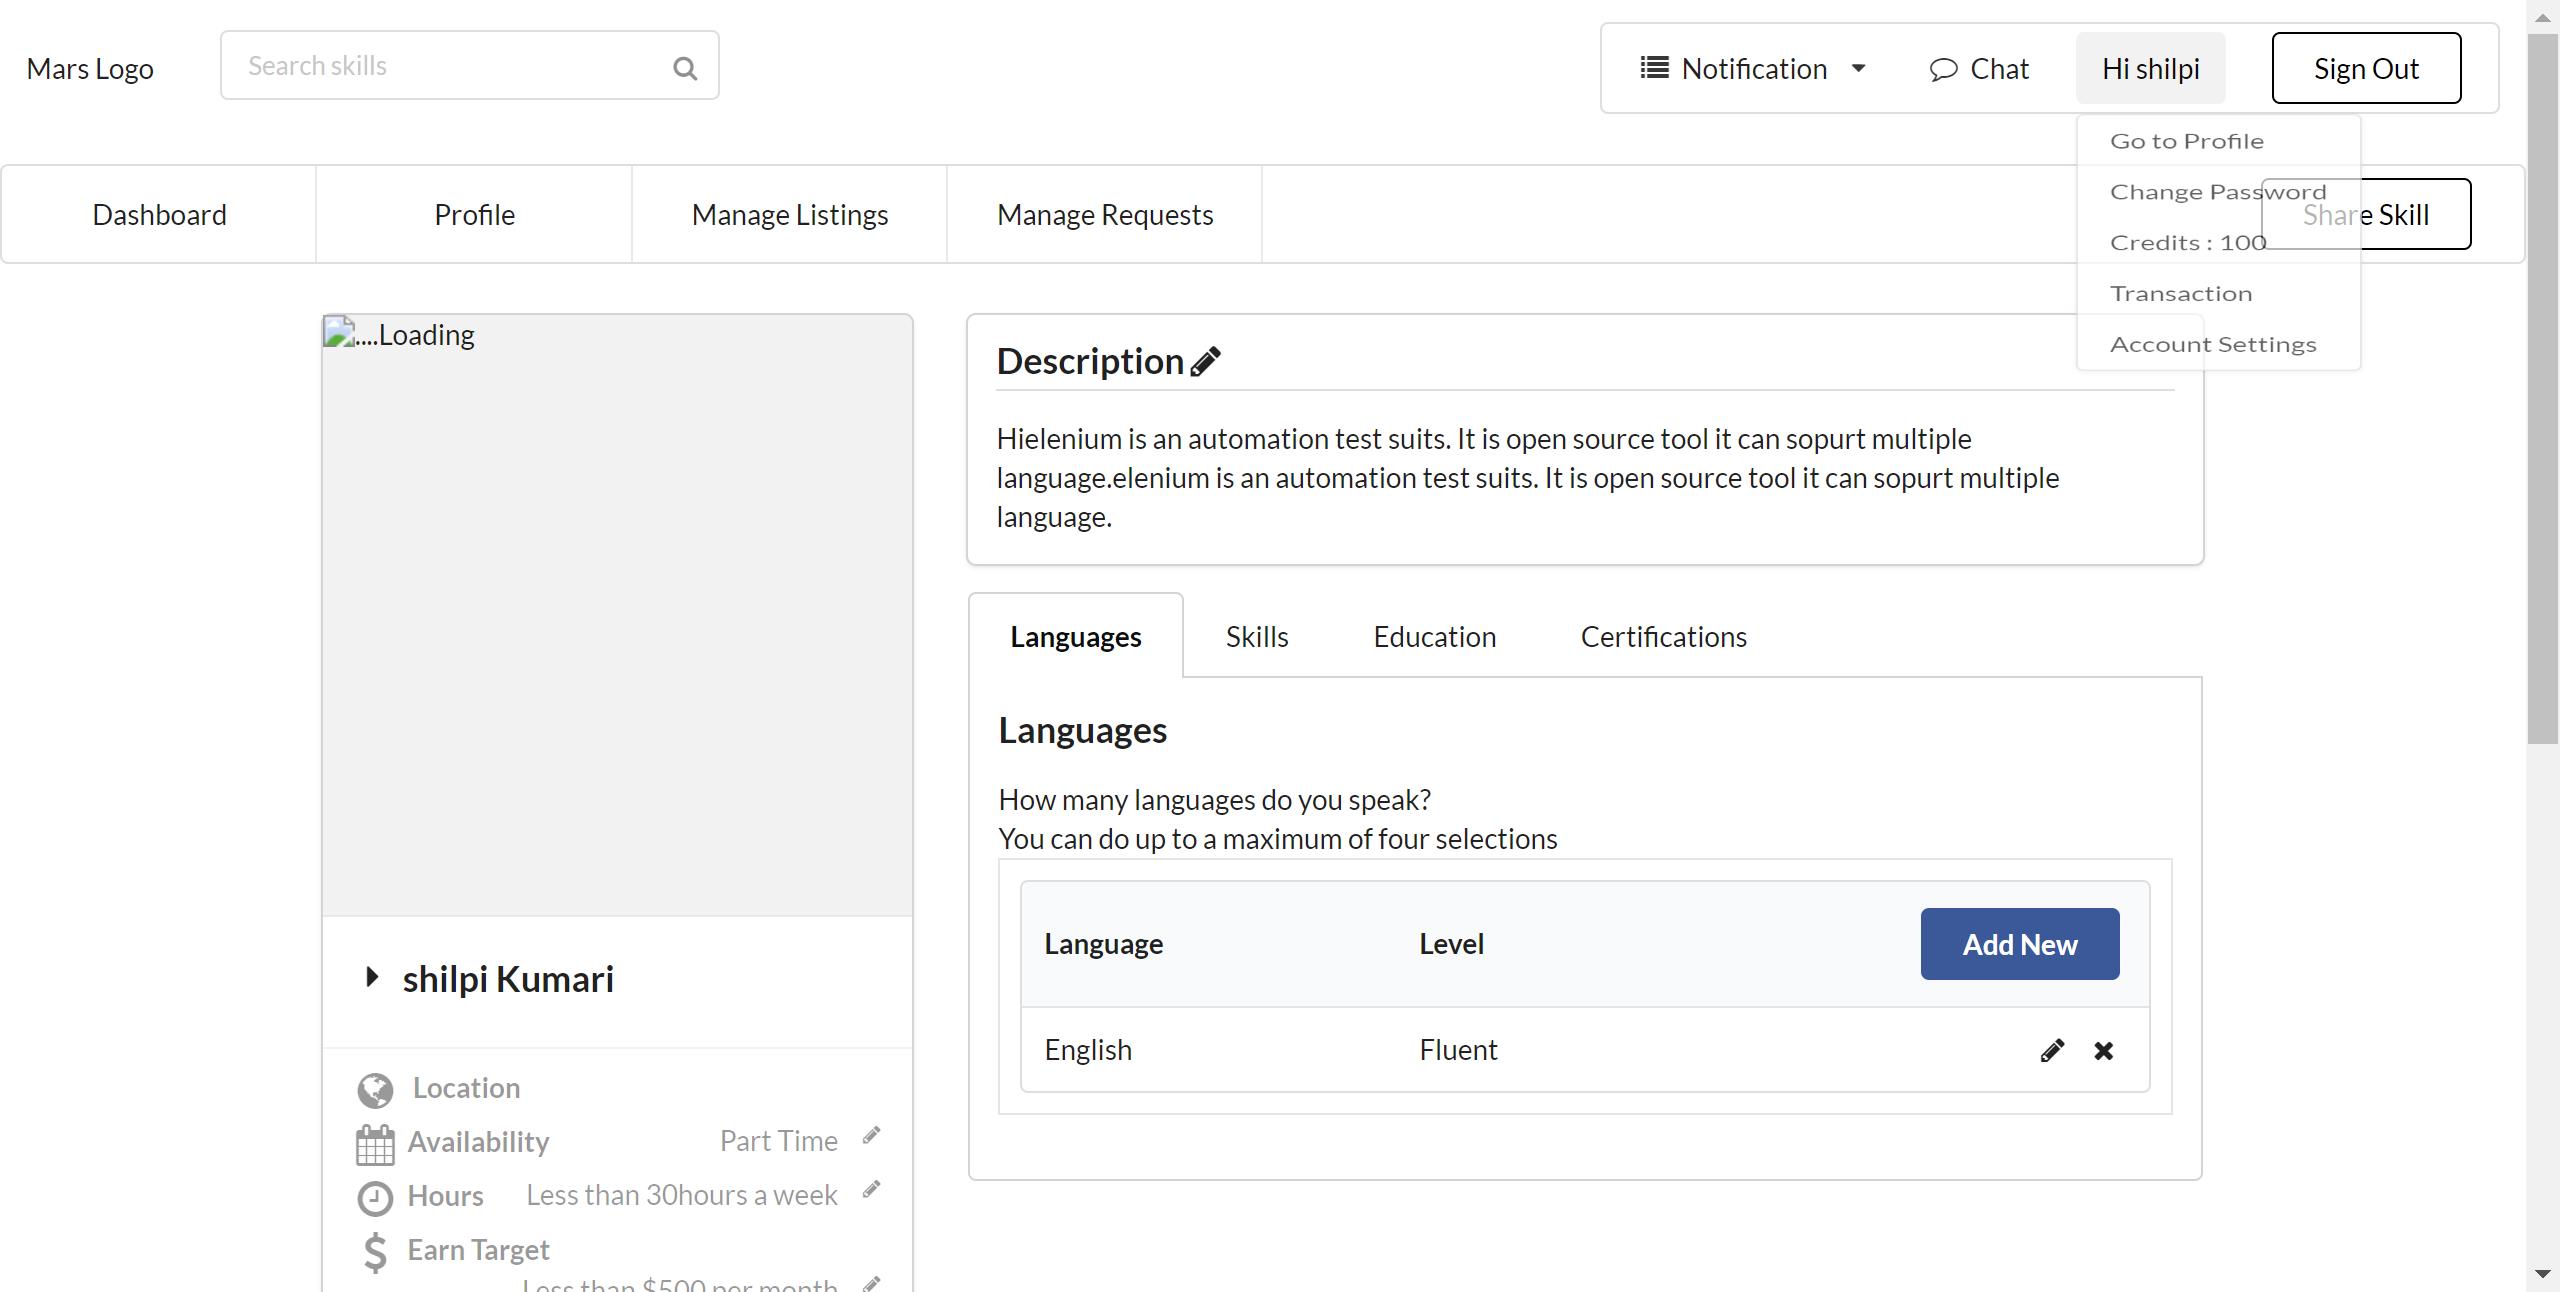 Mars Logo
Search skills
Notification
Chat
Hi shilpi
Sign Out
Go to Profile
Change Password
Credits : 100
Transaction
Account Settings
Dashboard
Profile
Manage Listings
Manage Requests
Share Skill
....Loading
Description
Hielenium is an automation test suits. It is open source tool it can sopurt multiple
language.elenium is an automation test suits. It is open source tool it can sopurt multiple
language.
Languages
Skills
Education
Certifications
Languages
How many languages do you speak?
You can do up to a maximum of four selections
Language
Level
Add New
English
Fluent
shilpi Kumari
Location
Availability
Part Time
Hours
Less than 30hours a week
Earn Target
Less than $500 per month